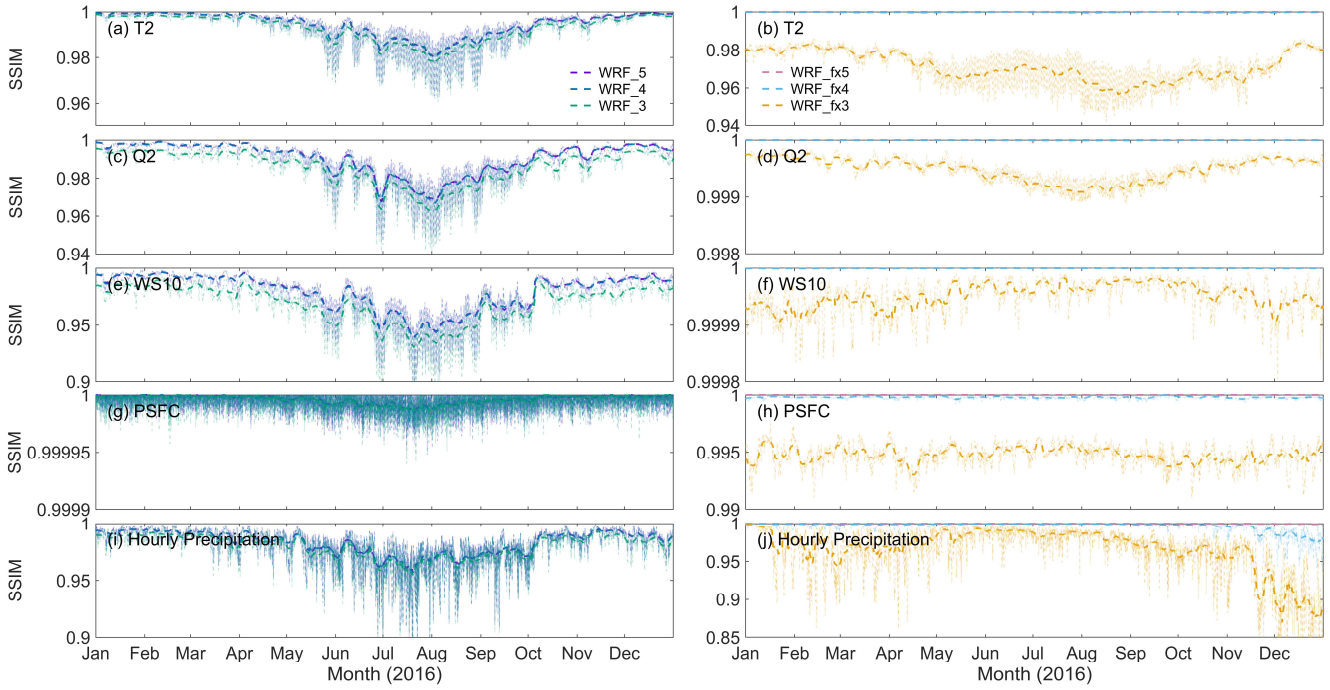 (a) T2
SSIM
1
0.98
0.96
WRF_5
WRF_4
WRF_3
(b) T2
1
0.98
0.96
0.94
WRF_fx5
WRF_fx4
WRF_fx3
(c) Q2
SSIM
1
0.98
0.96
0.94
(d) Q2
1
0.999
0.998
(e) WS10
SSIM
1
0.95
0.9
(f) WS10
1
0.9999
0.9998
(g) PSFC
SSIM
1
0.99995
0.9999
(h) PSFC
1
0.995
0.99
(i) Hourly Precipitation
SSIM
1
0.95
0.9
Jan Feb Mar Apr May Jun Jul Aug Sep Oct Nov Dec
Month (2016)
(j) Hourly Precipitation
1
0.95
0.9
0.85
Jan Feb Mar Apr May Jun Jul Aug Sep Oct Nov Dec
Month (2016)